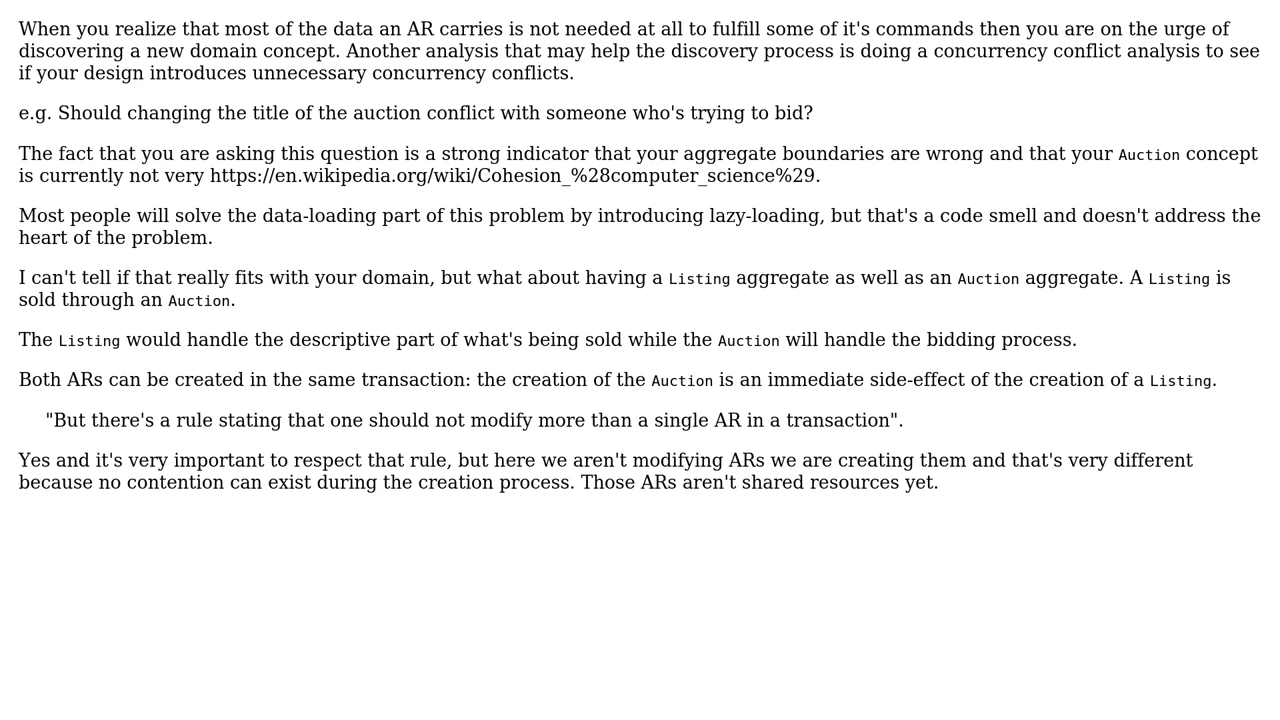 When you realize that most of the data an AR carries is not needed at all to fulfill some of it's commands then you are on the urge of
discovering a new domain concept. Another analysis that may help the discovery process is doing a concurrency conflict analysis to see
if your design introduces unnecessary concurrency conflicts.
e.g. Should changing the title of the auction conflict with someone who's trying to bid?
The fact that you are asking this question is a strong indicator that your aggregate boundaries are wrong and that your Auction concept
is currently not very https://en.wikipedia.org/wiki/Cohesion_%28computer_science%29.
Most people will solve the data-loading part of this problem by introducing lazy-loading, but that's a code smell and doesn't address the
heart of the problem.
I can't tell if that really fits with your domain, but what about having a Listing aggregate as well as an Auction aggregate. A Listing is
sold through an Auction.
The Listing would handle the descriptive part of what's being sold while the Auction will handle the bidding process.
Both ARs can be created in the same transaction: the creation of the Auction is an immediate side-effect of the creation of a Listing.
"But there's a rule stating that one should not modify more than a single AR in a transaction".
Yes and it's very important to respect that rule, but here we aren't modifying ARs we are creating them and that's very different
because no contention can exist during the creation process. Those ARs aren't shared resources yet.